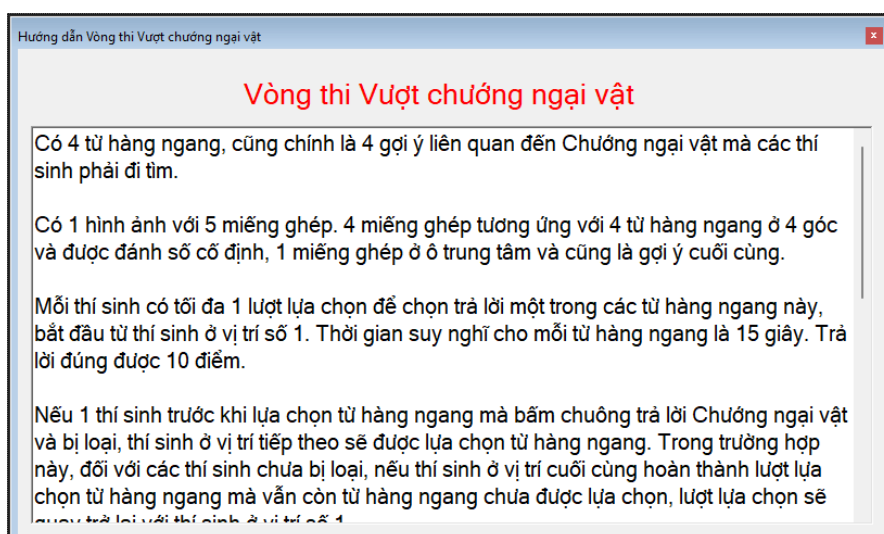 Hướng dẫn Vòng thi Vượt chướng ngại vật
x
Vòng thi Vượt chướng ngại vật
Có 4 từ hàng ngang, cũng chính là 4 gợi ý liên quan đến Chướng ngại vật mà các thí
sinh phải đi tìm.
Có 1 hình ảnh với 5 miếng ghép. 4 miếng ghép tương ứng với 4 từ hàng ngang ở 4 góc
và được đánh số cố định, 1 miếng ghép ở ô trung tâm và cũng là gợi ý cuối cùng.
Mỗi thí sinh có tối đa 1 lượt lựa chọn để chọn trả lời một trong các từ hàng ngang này,
bắt đầu từ thí sinh ở vị trí số 1. Thời gian suy nghĩ cho mỗi từ hàng ngang là 15 giây. Trả
lời đúng được 10 điểm.
Nếu 1 thí sinh trước khi lựa chọn từ hàng ngang mà bấm chuông trả lời Chướng ngại vật
và bị loại, thí sinh ở vị trí tiếp theo sẽ được lựa chọn từ hàng ngang. Trong trường hợp
này, đối với các thí sinh chưa bị loại, nếu thí sinh ở vị trí cuối cùng hoàn thành lượt lựa
chọn từ hàng ngang mà vẫn còn từ hàng ngang chưa được lựa chọn, lượt lựa chọn sẽ
quay trở lại với thí sinh ở vị trí số 1